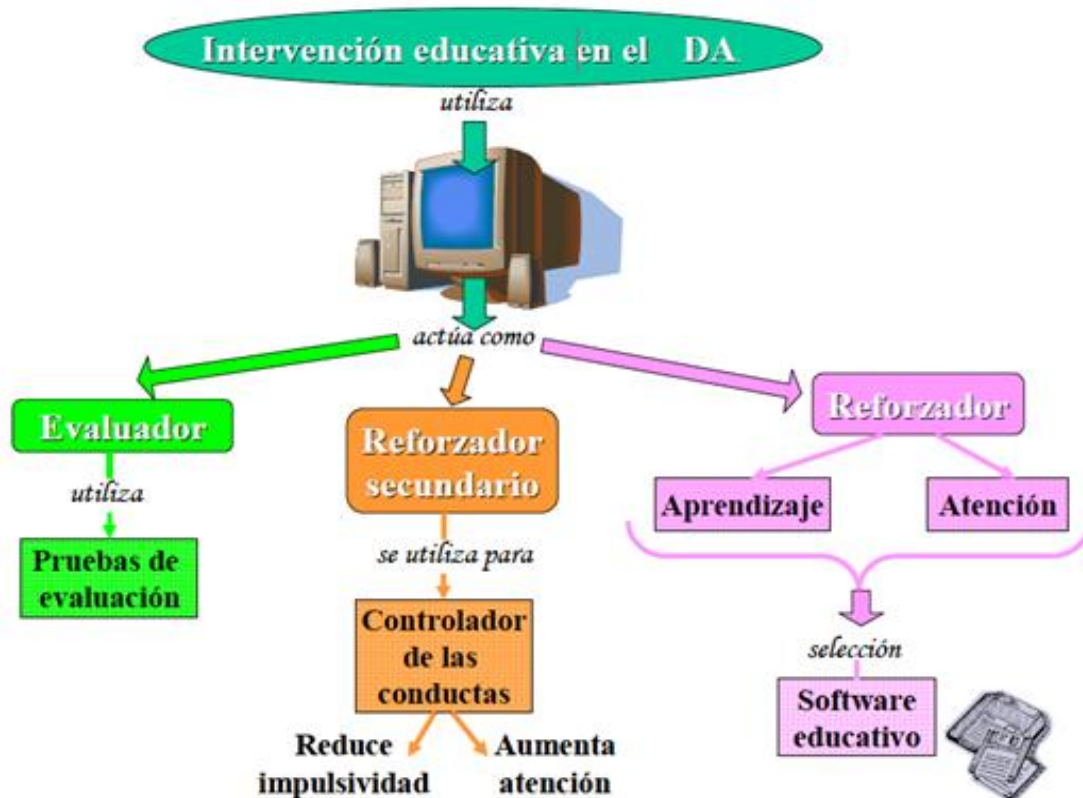 Intervención educativa en el DA
utiliza
actúa como
Evaluador
utiliza
Pruebas de
evaluación
Reforzador
secundario
se utiliza para
Controlador
de las
conductas
Reduce
impulsividad
Aumenta
atención
Reforzador
Aprendizaje
Atención
selección
Software
educativo